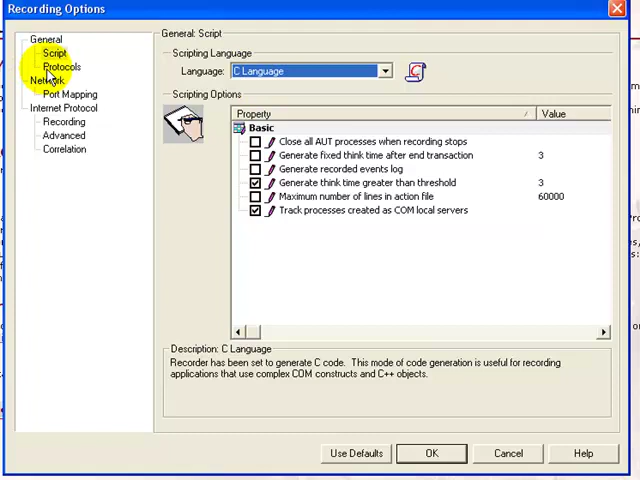 Recording Options
General
Script
Protocols
Network
Port Mapping
Internet Protocol
Recording
Advanced
Correlation
General: Script
Scripting Language
Language: C Language
Scripting Options
Property Value
Basic
Close all AUT processes when recording stops
Generate fixed think time after end transaction 3
Generate recorded events log
Generate think time greater than threshold 3
Maximum number of lines in action file 60000
Track processes created as COM local servers
Description: C Language
Recorder has been set to generate C code. This mode of code generation is useful for recording
applications that use complex COM constructs and C++ objects.
Use Defaults OK Cancel Help